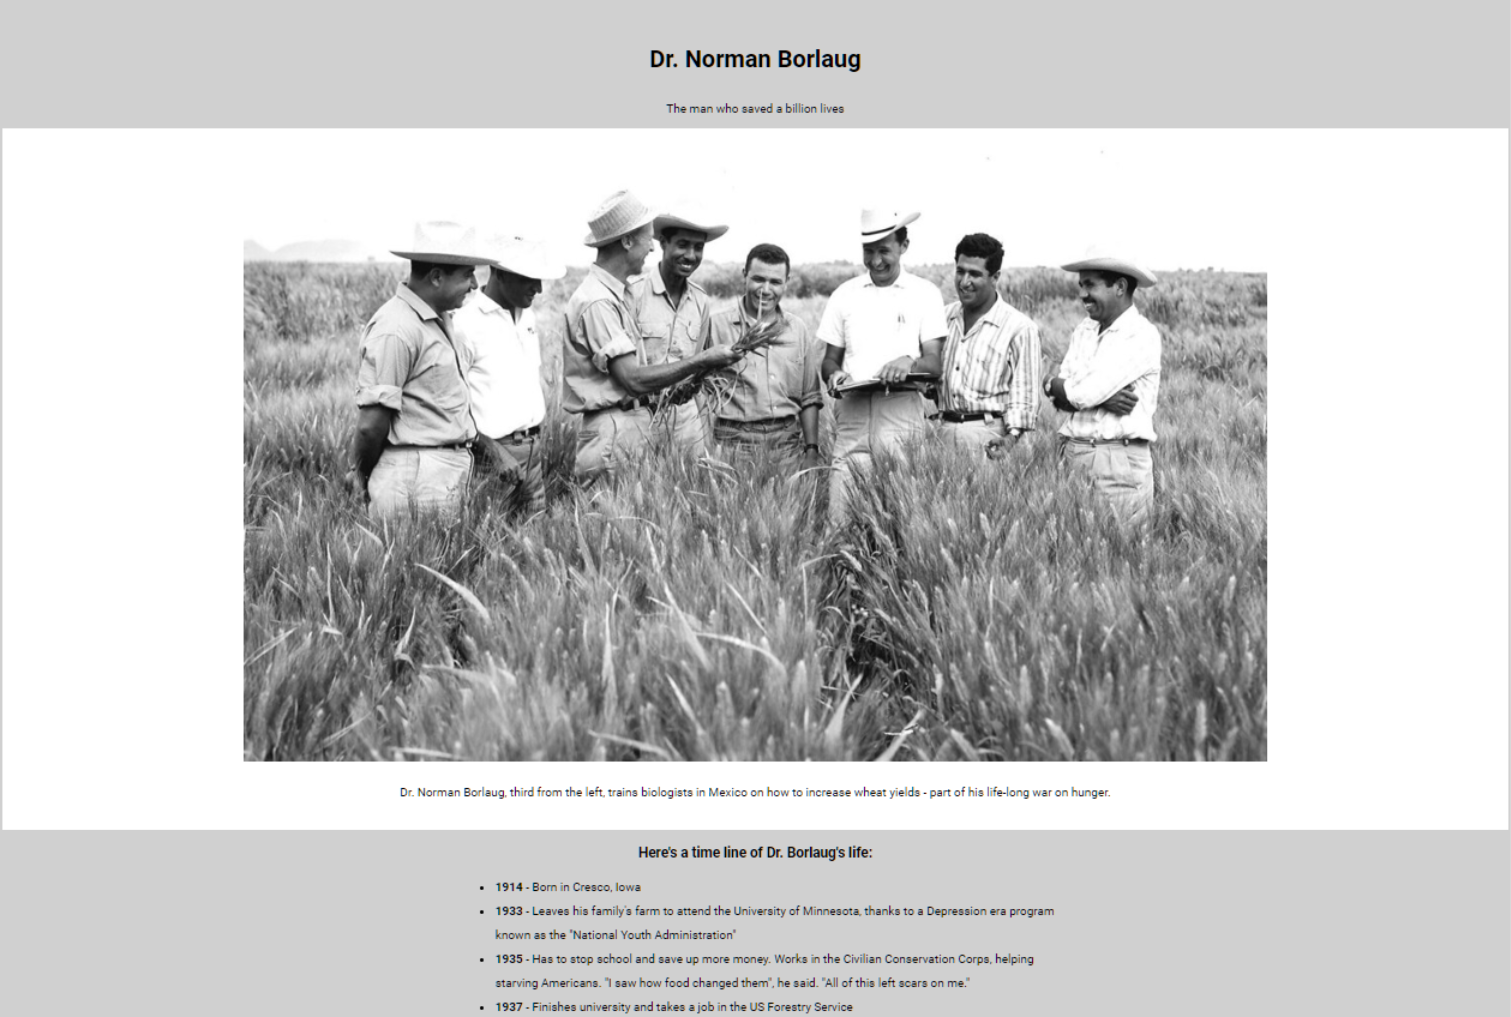 Dr. Norman Borlaug
The man who saved a billion lives
Dr. Norman Borlaug, third from the left, trains biologists in Mexico on how to increase wheat yields - part of his life-long war on hunger.
Here's a time line of Dr. Borlaug's life:
• 1914 - Born in Cresco, Iowa
• 1933 - Leaves his family's farm to attend the University of Minnesota, thanks to a Depression era program
known as the "National Youth Administration"
• 1935 - Has to stop school and save up more money. Works in the Civilian Conservation Corps, helping
starving Americans. "I saw how food changed them", he said. "All of this left scars on me."
• 1937 - Finishes university and takes a job in the US Forestry Service